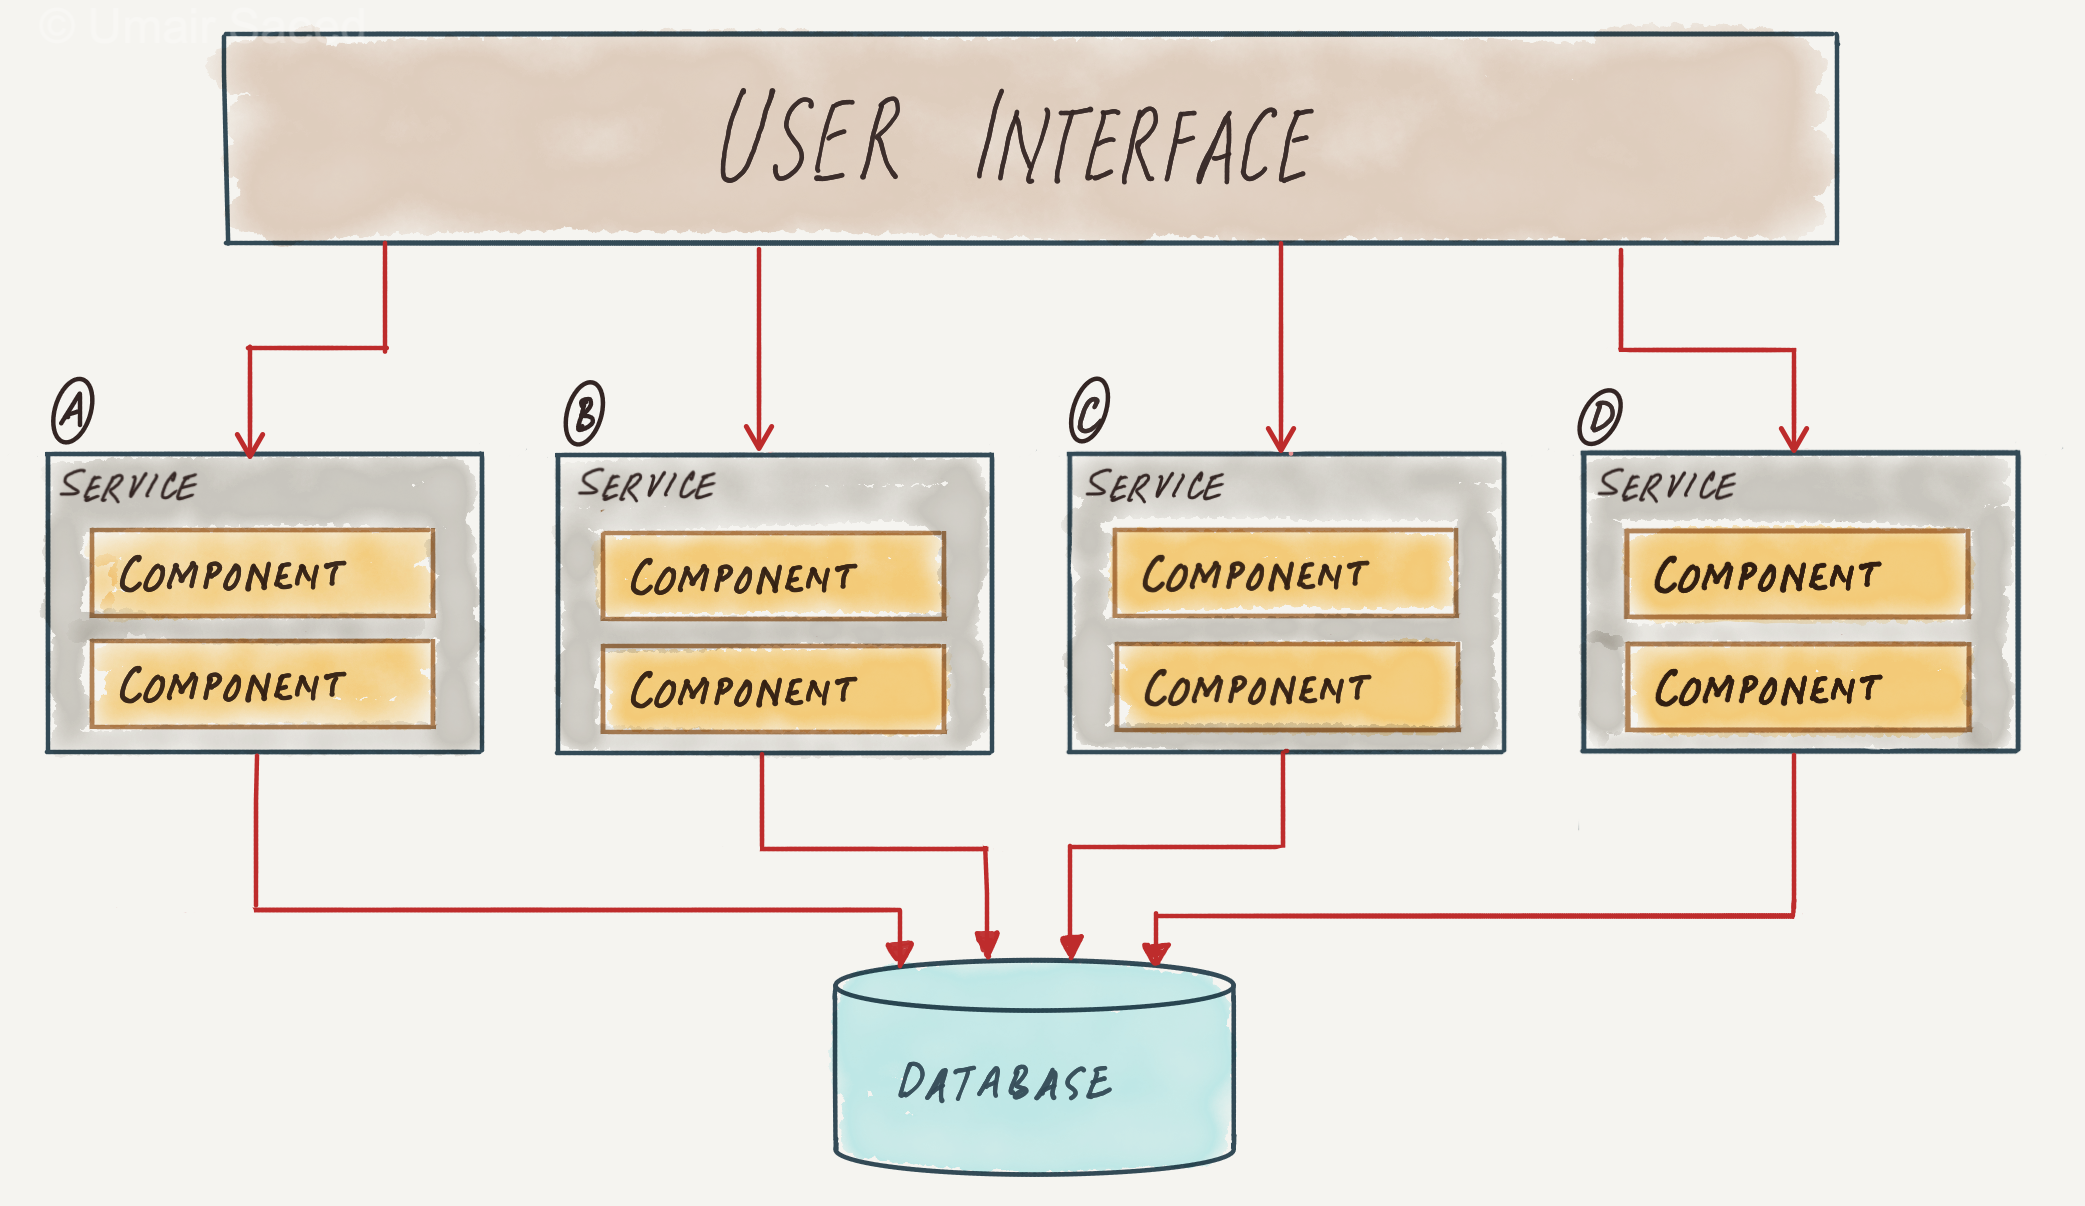 © Umair Saeed
USER INTERFACE
A
B
C
D
SERVICE
COMPONENT
COMPONENT
SERVICE
COMPONENT
COMPONENT
SERVICE
COMPONENT
COMPONENT
SERVICE
COMPONENT
COMPONENT
DATABASE